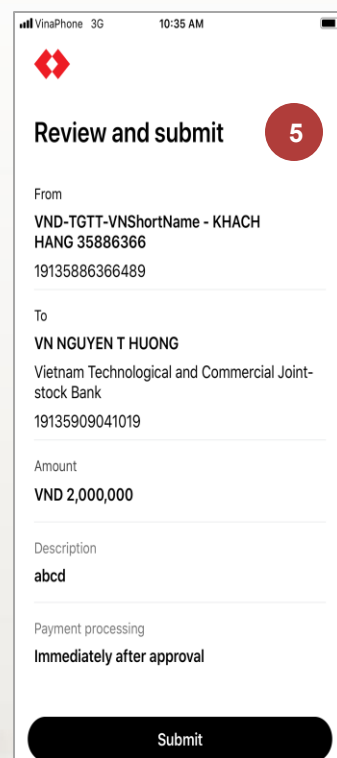 VinaPhone 3G 10:35 AM
Review and submit
5
From
VND-TGTT-VNShortName - KHACH
HANG 35886366
19135886366489
To
VN NGUYEN T HUONG
Vietnam Technological and Commercial Joint-
stock Bank
19135909041019
Amount
VND 2,000,000
Description
abcd
Payment processing
Immediately after approval
Submit